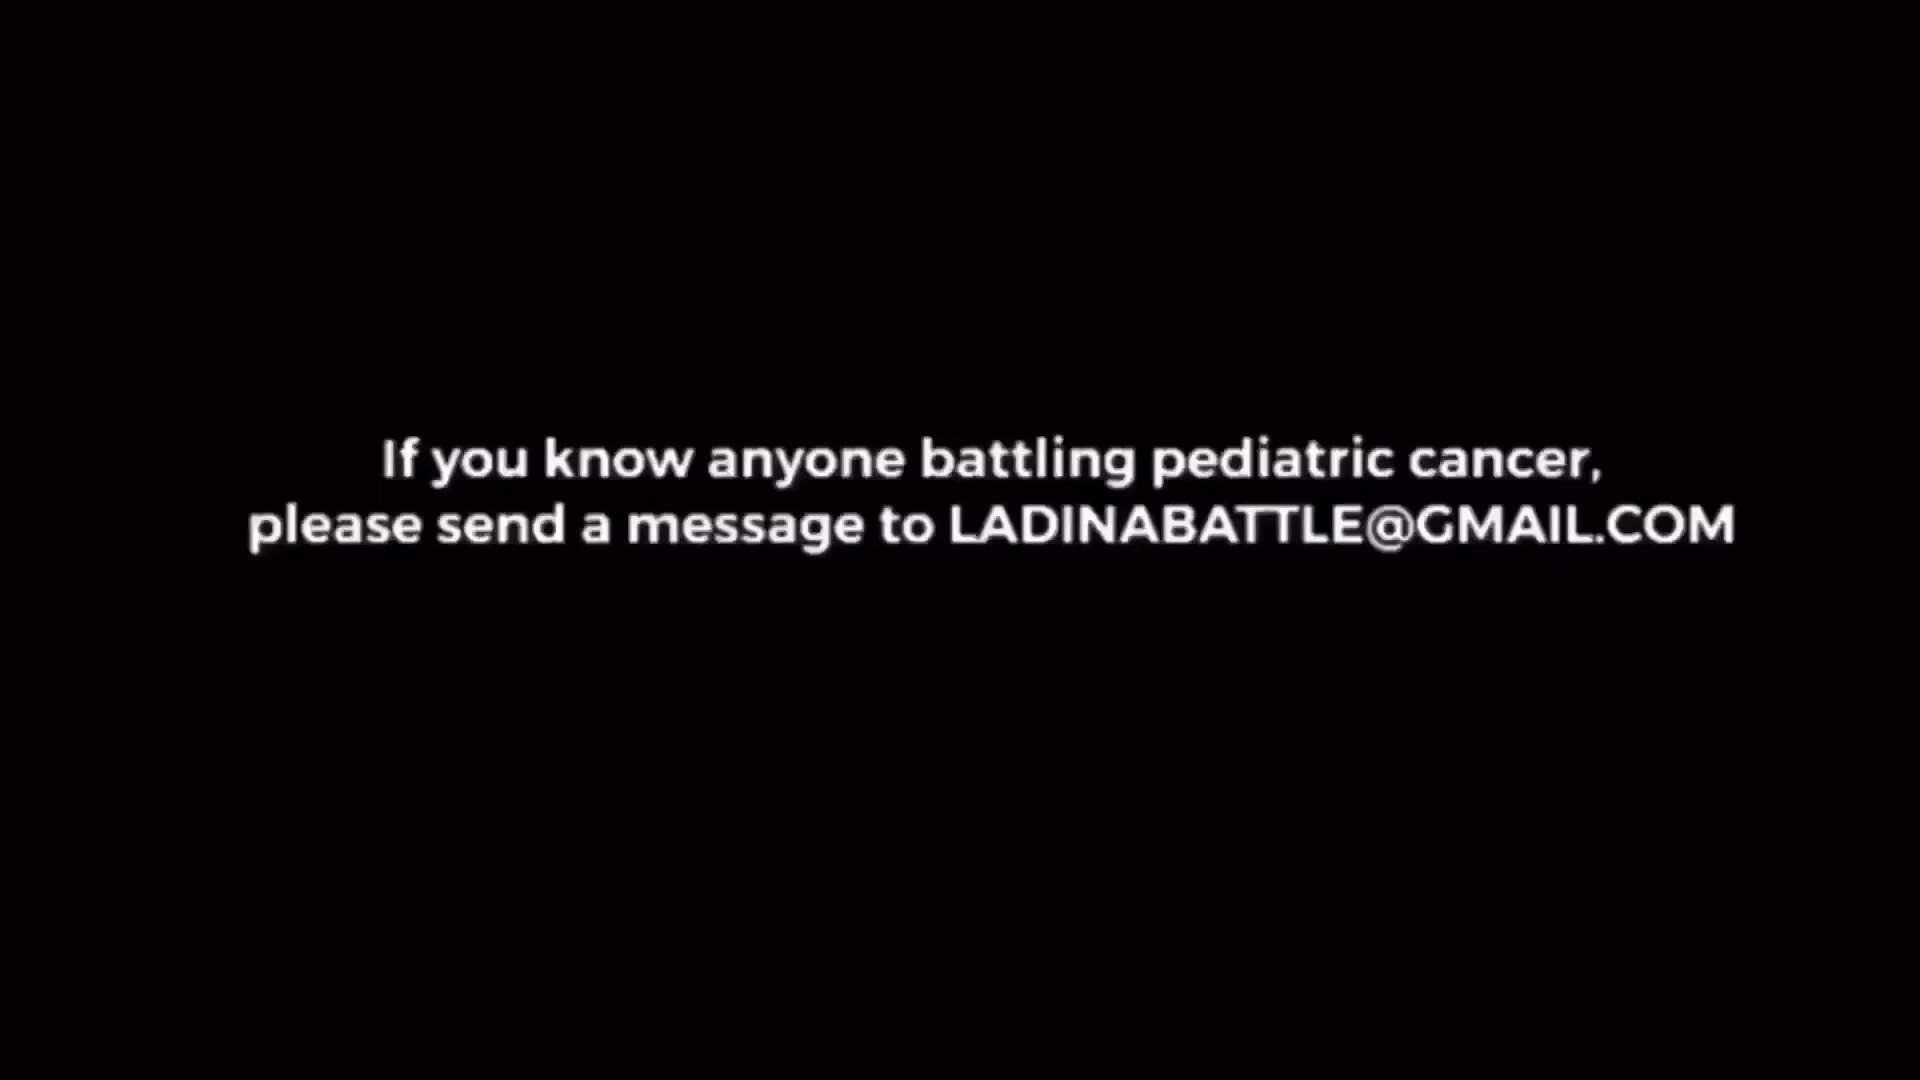 If you know anyone battling pediatric cancer,
please send a message to LADINABATTLE@GMAIL.COM